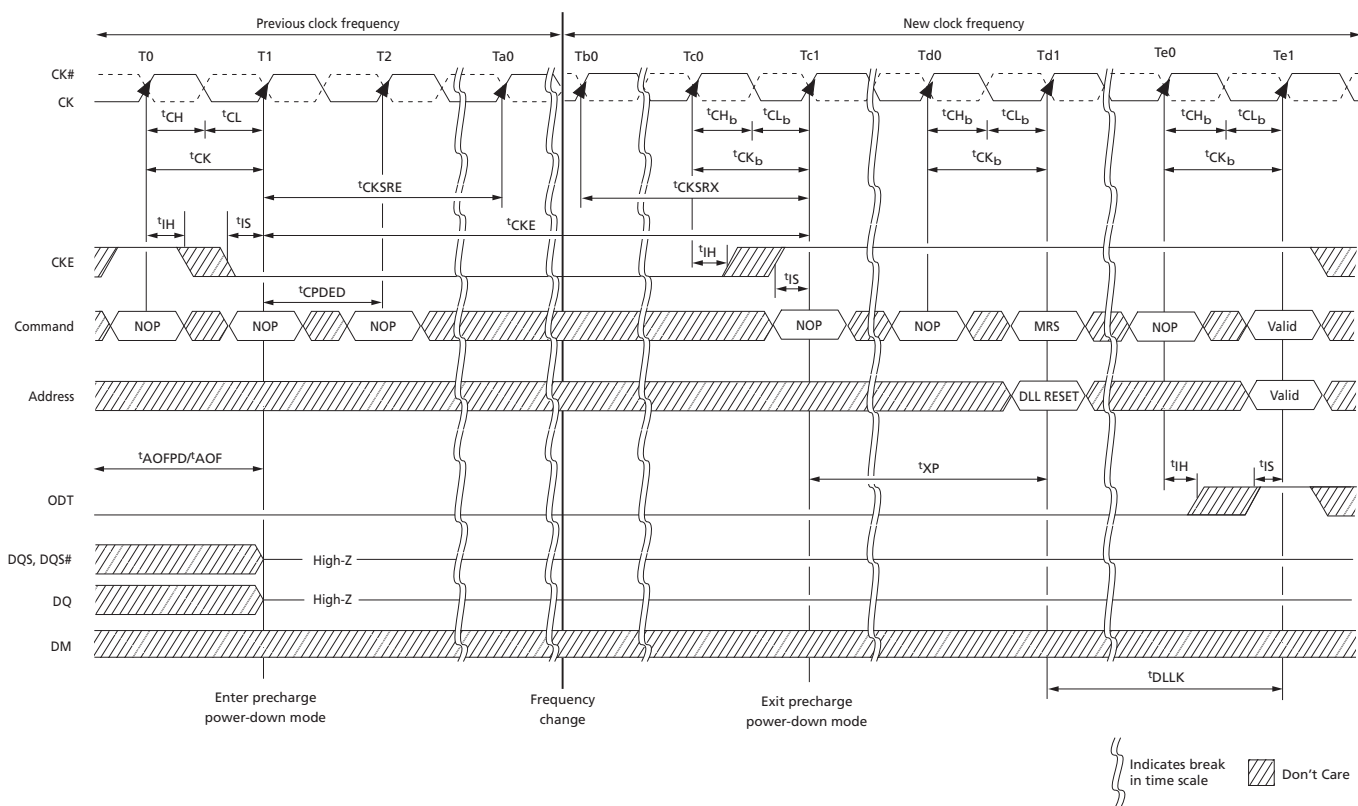 Previous clock frequency New clock frequency
T0 T1 T2 Ta0 Tb0 Tc0 Tc1 Td0 Td1 Te0 Te1
CK#
CK
tCH tCL tCHb tCLb tCHb tCLb tCHb tCLb
tCK tCKb tCKb tCKb
tCKSRE tCKSRX
tIH tIS tCKE
CKE tIH
tIS
tCPDED
Command NOP NOP NOP NOP NOP MRS NOP Valid
Address DLL RESET Valid
tAOFPD/tAOF tXP tIH tIS
ODT
DQS, DQS# High-Z
DQ High-Z
DM
tDLLK
Enter precharge
power-down mode
Frequency
change
Exit precharge
power-down mode
Indicates break
in time scale
Don't Care